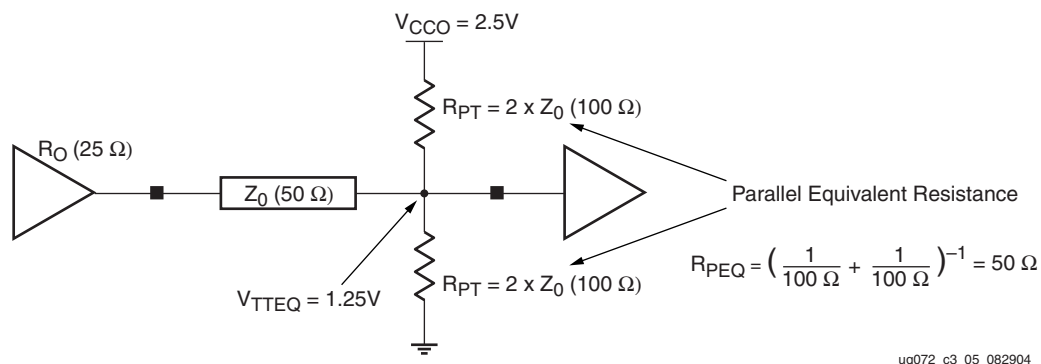 V_CCO = 2.5V
R_PT = 2 x Z_0 (100 Ω)
R_O (25 Ω)
Z_0 (50 Ω)
Parallel Equivalent Resistance
R_PEQ = ( 1/100 Ω + 1/100 Ω )^–1 = 50 Ω
V_TTEQ = 1.25V
R_PT = 2 x Z_0 (100 Ω)
ug072_c3_05_082904